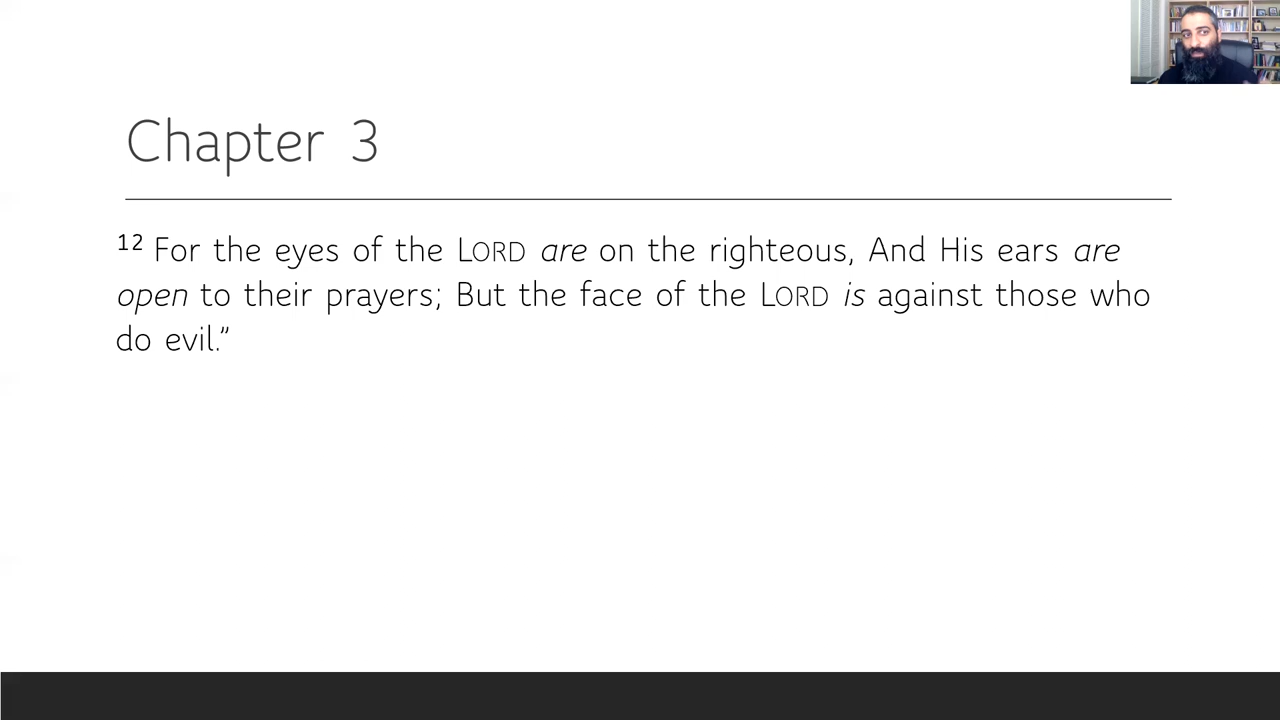 Chapter 3
12 For the eyes of the LORD are on the righteous, And His ears are
open to their prayers; But the face of the LORD is against those who
do evil.”